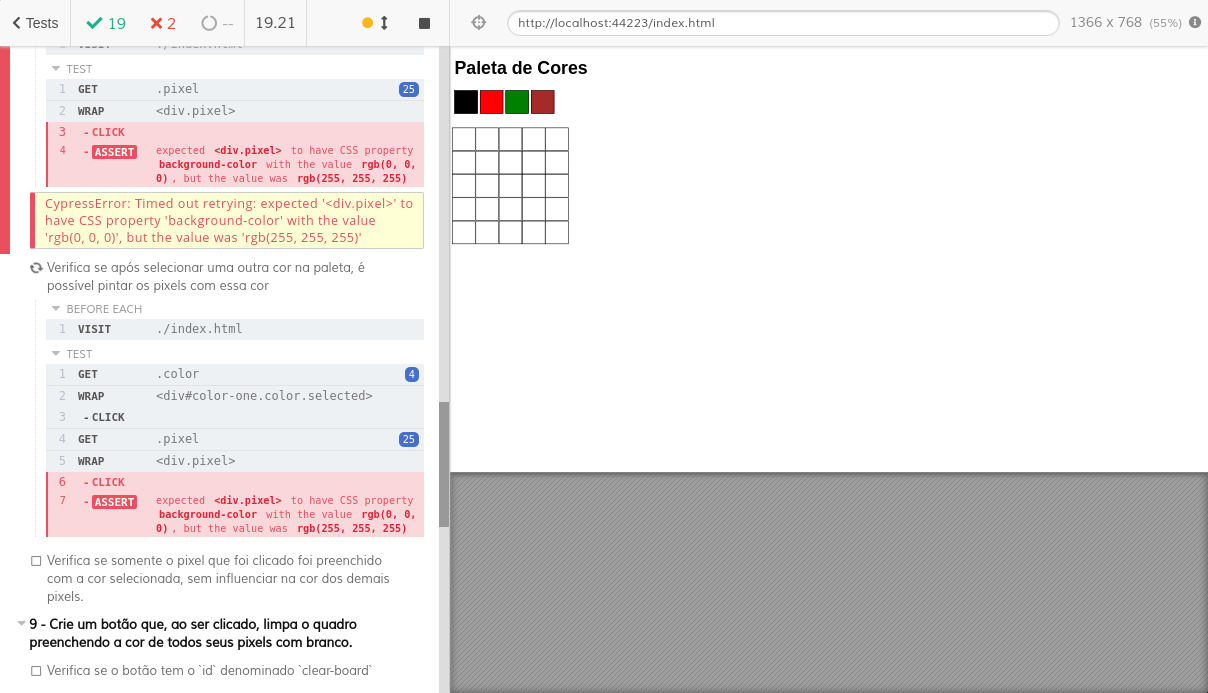 Tests 19 2 -- 19.21
http://localhost:44223/index.html 1366 x 768 (55%)
TEST
1 GET .pixel 25
2 WRAP <div.pixel>
3 - CLICK
4 - ASSERT expected <div.pixel> to have CSS property
background-color with the value rgb(0, 0,
0), but the value was rgb(255, 255, 255)
CypressError: Timed out retrying: expected '<div.pixel>' to
have CSS property 'background-color' with the value
'rgb(0, 0, 0)', but the value was 'rgb(255, 255, 255)'
Verifica se após selecionar uma outra cor na paleta, é
possível pintar os pixels com essa cor
BEFORE EACH
1 VISIT ./index.html
TEST
1 GET .color 4
2 WRAP <div#color-one.color.selected>
3 - CLICK
4 GET .pixel 25
5 WRAP <div.pixel>
6 - CLICK
7 - ASSERT expected <div.pixel> to have CSS property
background-color with the value rgb(0, 0,
0), but the value was rgb(255, 255, 255)
Verifica se somente o pixel que foi clicado foi preenchido
com a cor selecionada, sem influenciar na cor dos demais
pixels.
9 - Crie um botão que, ao ser clicado, limpa o quadro
preenchendo a cor de todos seus pixels com branco.
Verifica se o botão tem o `id` denominado `clear-board`
Paleta de Cores